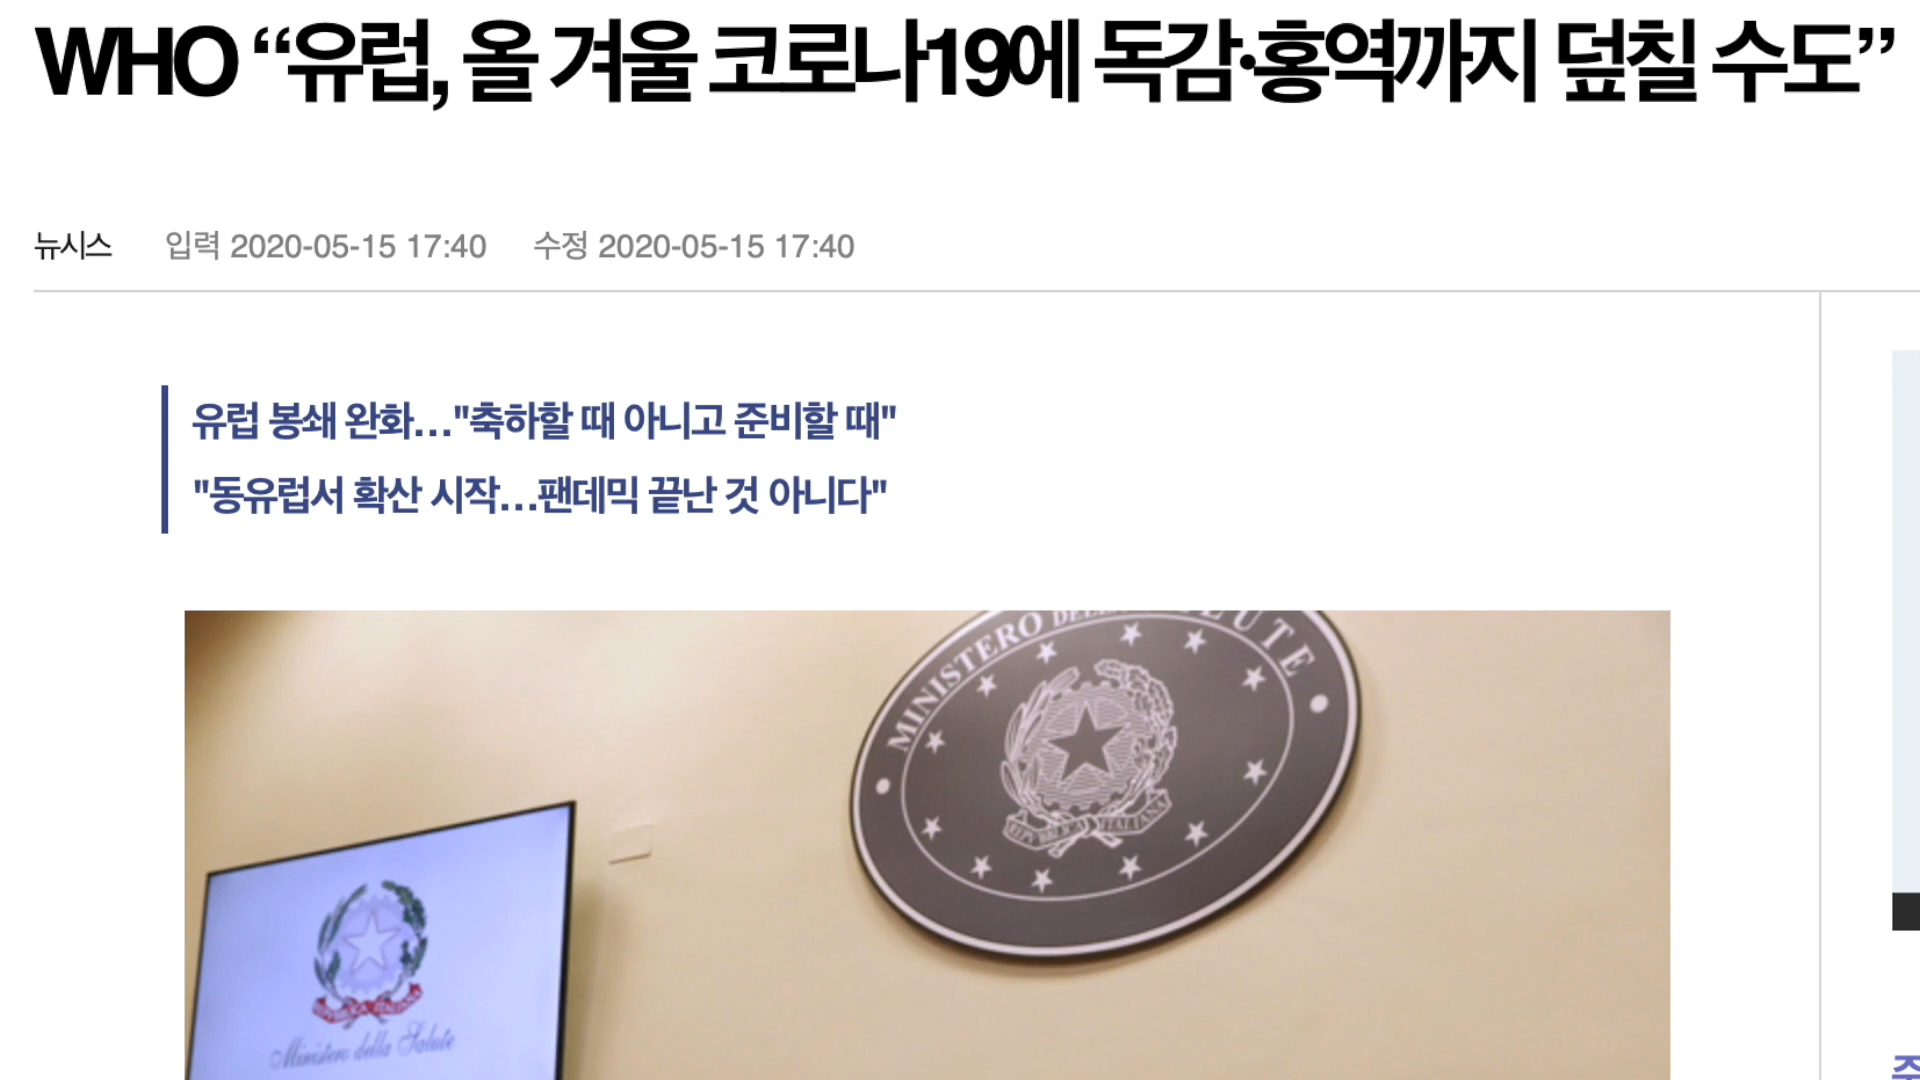 WHO “유럽, 올 겨울 코로나19에 독감·홍역까지 덮칠 수도”
뉴시스 입력 2020-05-15 17:40 수정 2020-05-15 17:40
유럽 봉쇄 완화..."축하할 때 아니고 준비할 때"
"동유럽서 확산 시작...팬데믹 끝난 것 아니다"
MINISTERO
REPVBBLICA ITALIANA
Ministero della Salute